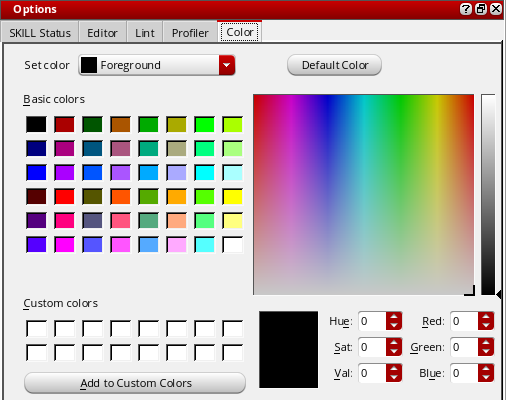 Options
SKILL Status Editor Lint Profiler Color
Set color Foreground Default Color
Basic colors
Custom colors
Hue: 0 Red: 0
Sat: 0 Green: 0
Val: 0 Blue: 0
Add to Custom Colors